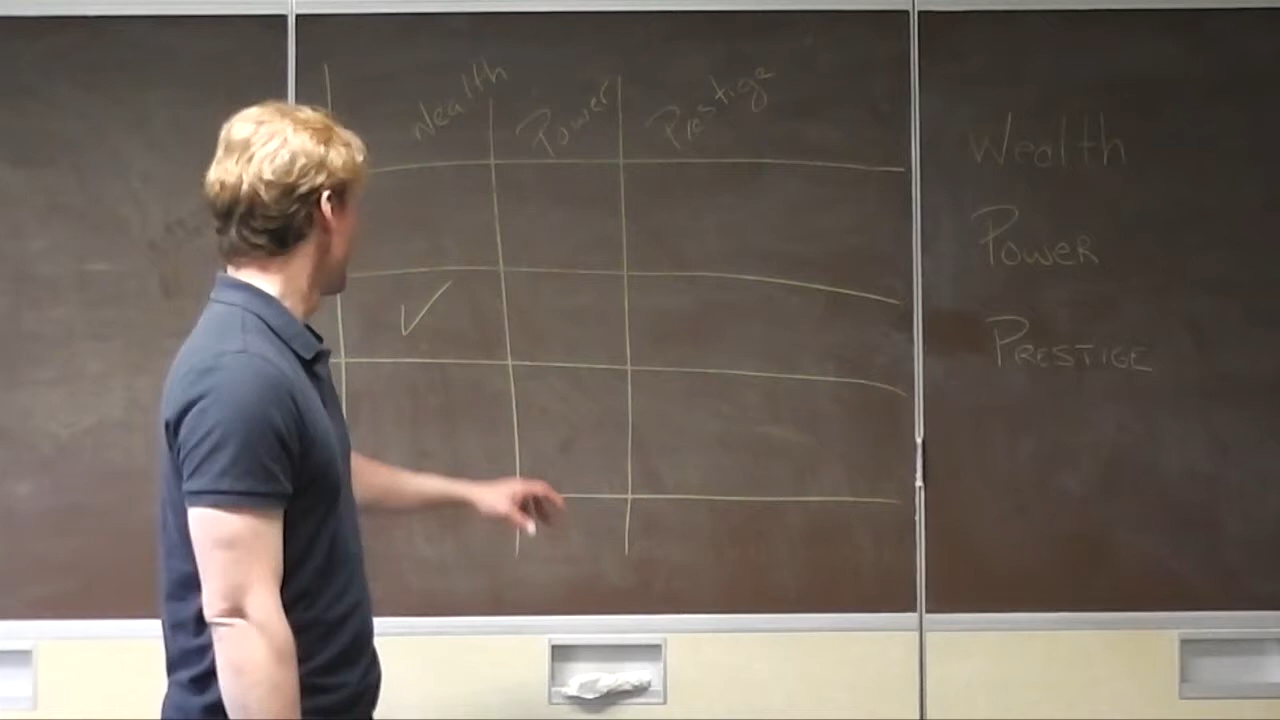 Wealth Power Prestige
✓
Wealth
Power
PRESTIGE